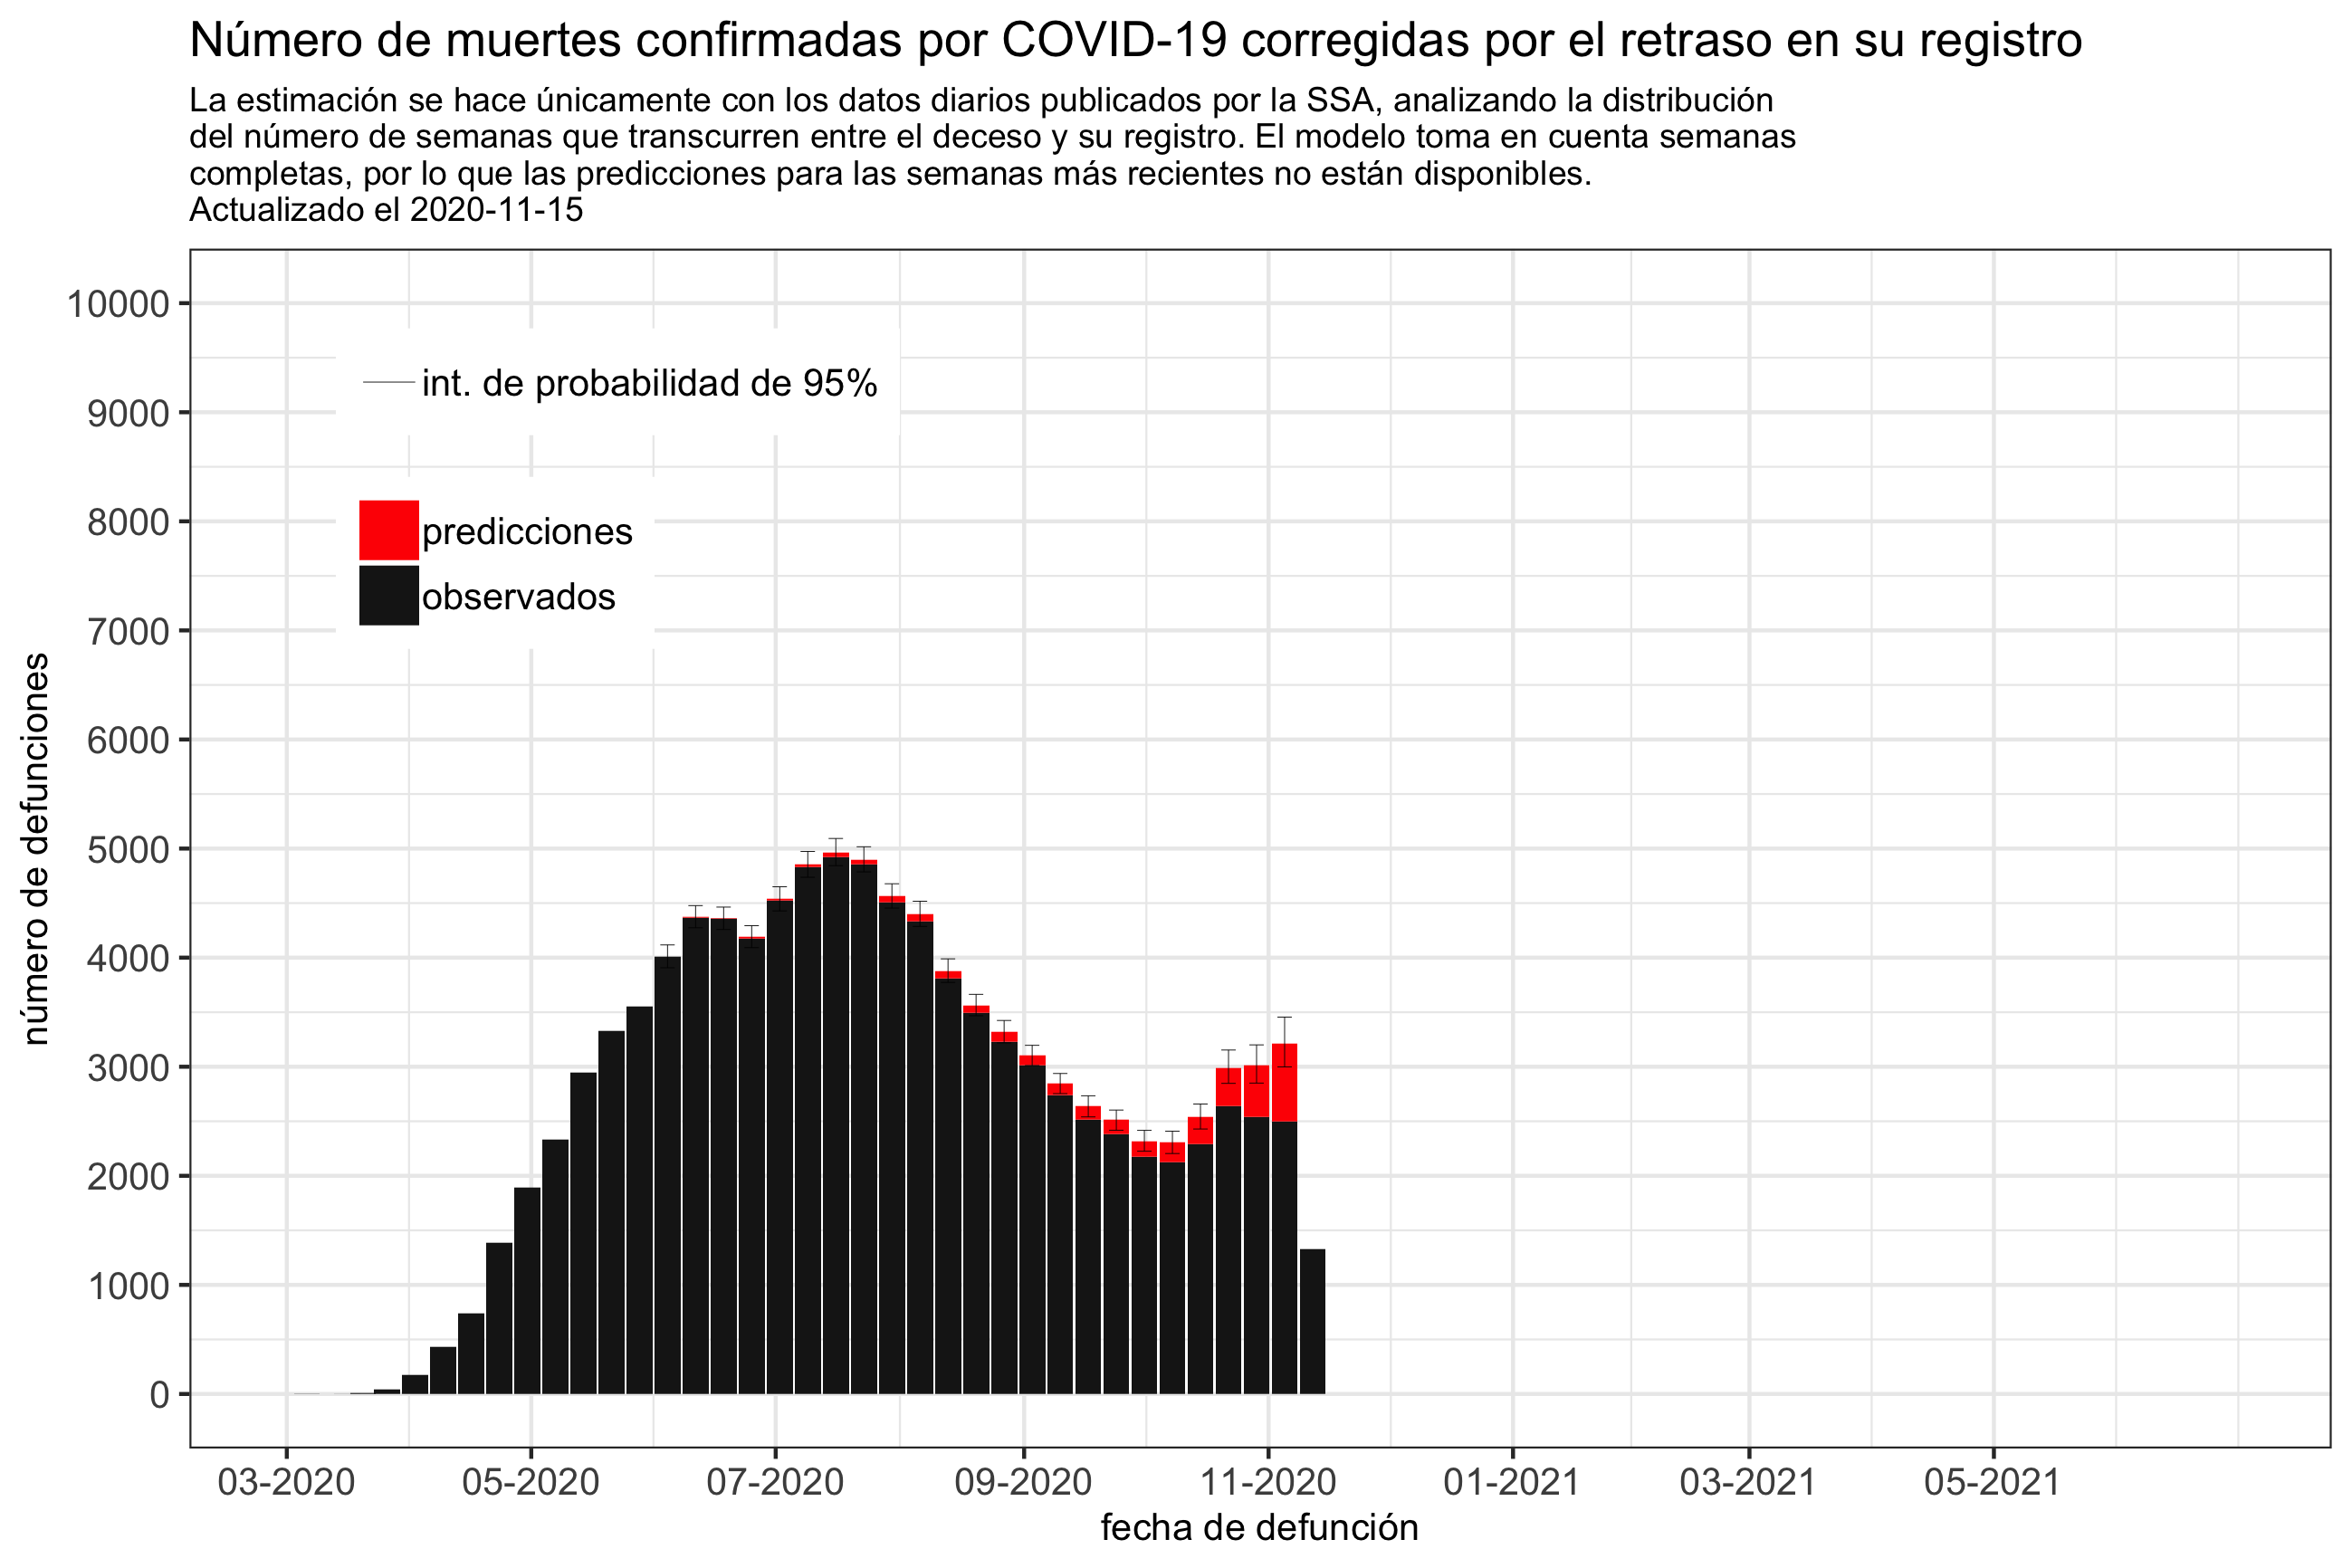 Número de muertes confirmadas por COVID-19 corregidas por el retraso en su registro
La estimación se hace únicamente con los datos diarios publicados por la SSA, analizando la distribución
del número de semanas que transcurren entre el deceso y su registro. El modelo toma en cuenta semanas
completas, por lo que las predicciones para las semanas más recientes no están disponibles.
Actualizado el 2020-11-15
número de defunciones
10000
9000
8000
7000
6000
5000
4000
3000
2000
1000
0
int. de probabilidad de 95%
predicciones
observados
03-2020
05-2020
07-2020
09-2020
11-2020
01-2021
03-2021
05-2021
fecha de defunción